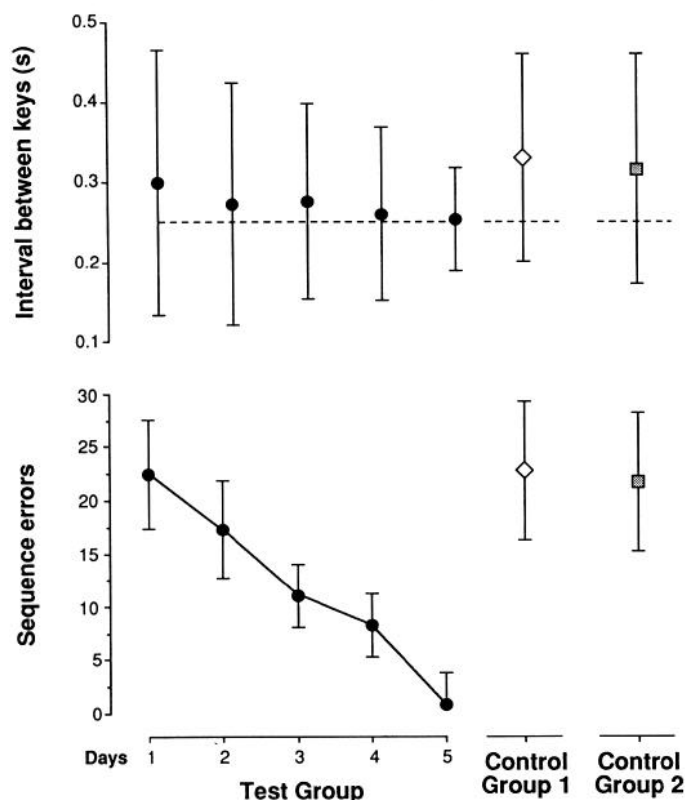 Interval between keys (s)
0.5
0.4
0.3
0.2
0.1
Sequence errors
30
25
20
15
10
5
0
Days 1 2 3 4 5
Test Group
Control
Group 1
Control
Group 2